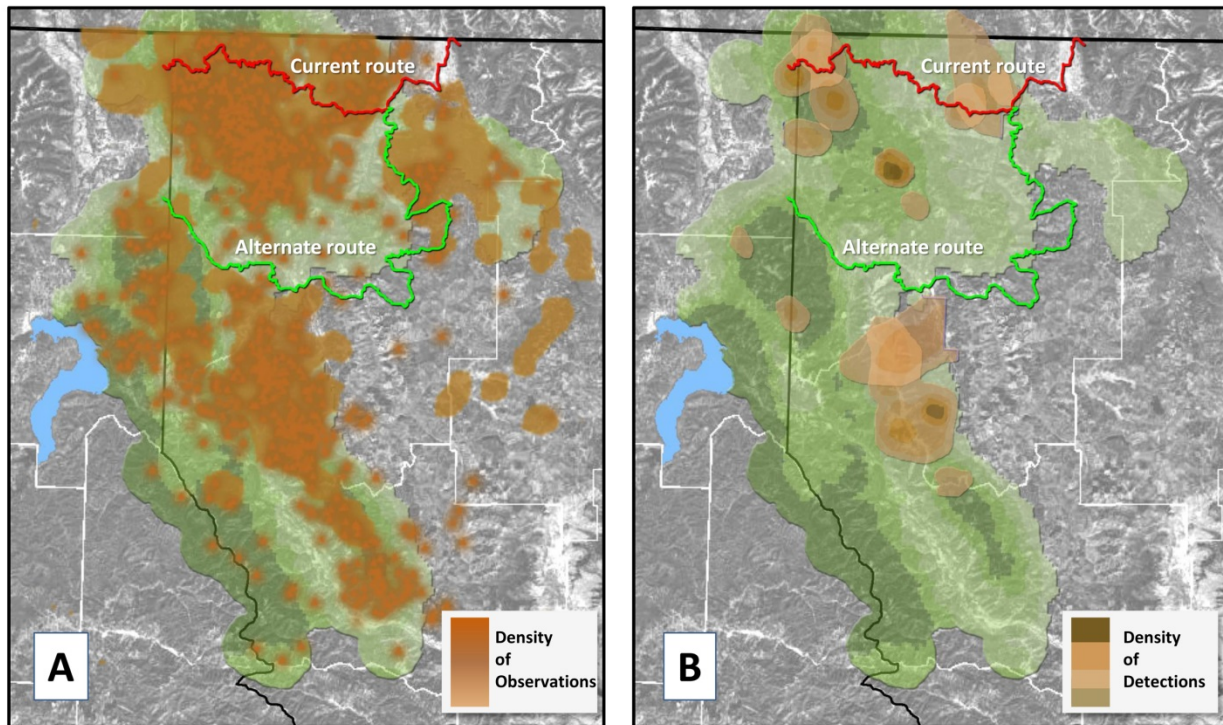 Current route
Alternate route
A
Density
of
Observations
Current route
Alternate route
B
Density
of
Detections